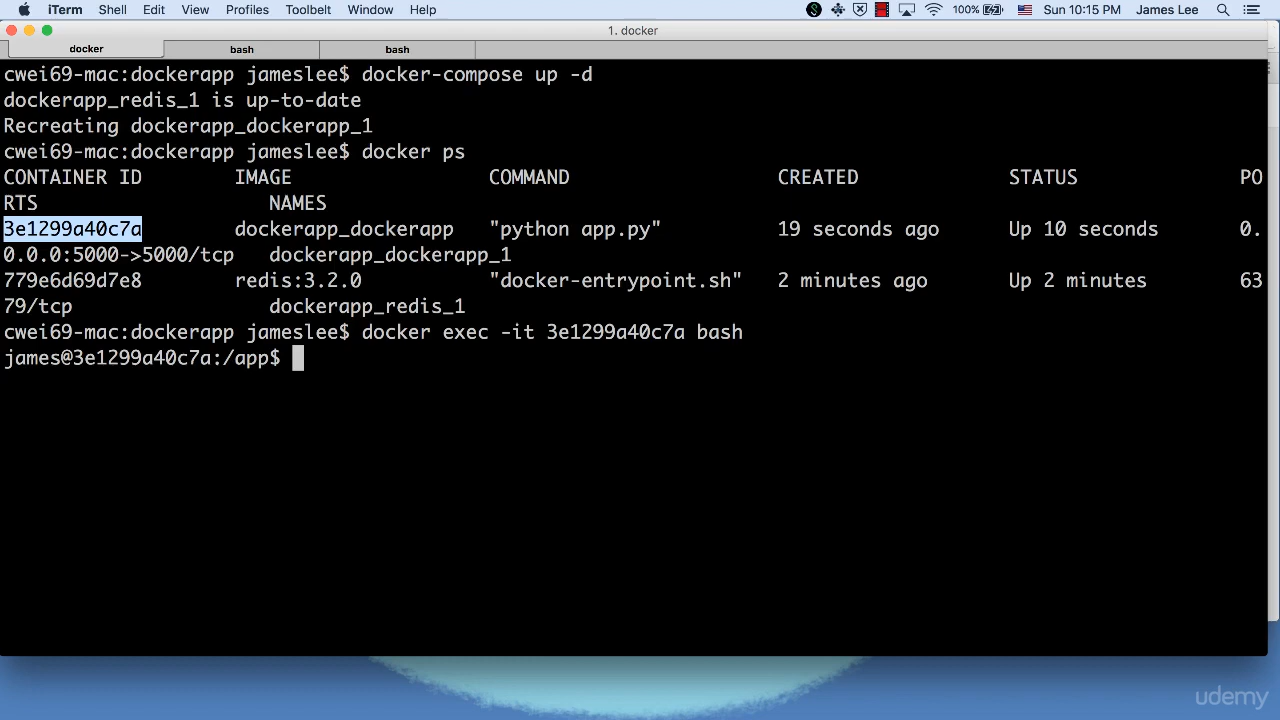 iTerm Shell Edit View Profiles Toolbelt Window Help 100% Sun 10:15 PM James Lee
1. docker
docker bash bash
cwei69-mac:dockerapp jameslee$ docker-compose up -d
dockerapp_redis_1 is up-to-date
Recreating dockerapp_dockerapp_1
cwei69-mac:dockerapp jameslee$ docker ps
CONTAINER ID        IMAGE                 COMMAND                  CREATED             STATUS              PO
RTS                    NAMES
3e1299a40c7a        dockerapp_dockerapp   "python app.py"          19 seconds ago      Up 10 seconds       0.
0.0.0:5000->5000/tcp   dockerapp_dockerapp_1
779e6d69d7e8        redis:3.2.0           "docker-entrypoint.sh"   2 minutes ago       Up 2 minutes        63
79/tcp                 dockerapp_redis_1
cwei69-mac:dockerapp jameslee$ docker exec -it 3e1299a40c7a bash
james@3e1299a40c7a:/app$
udemy